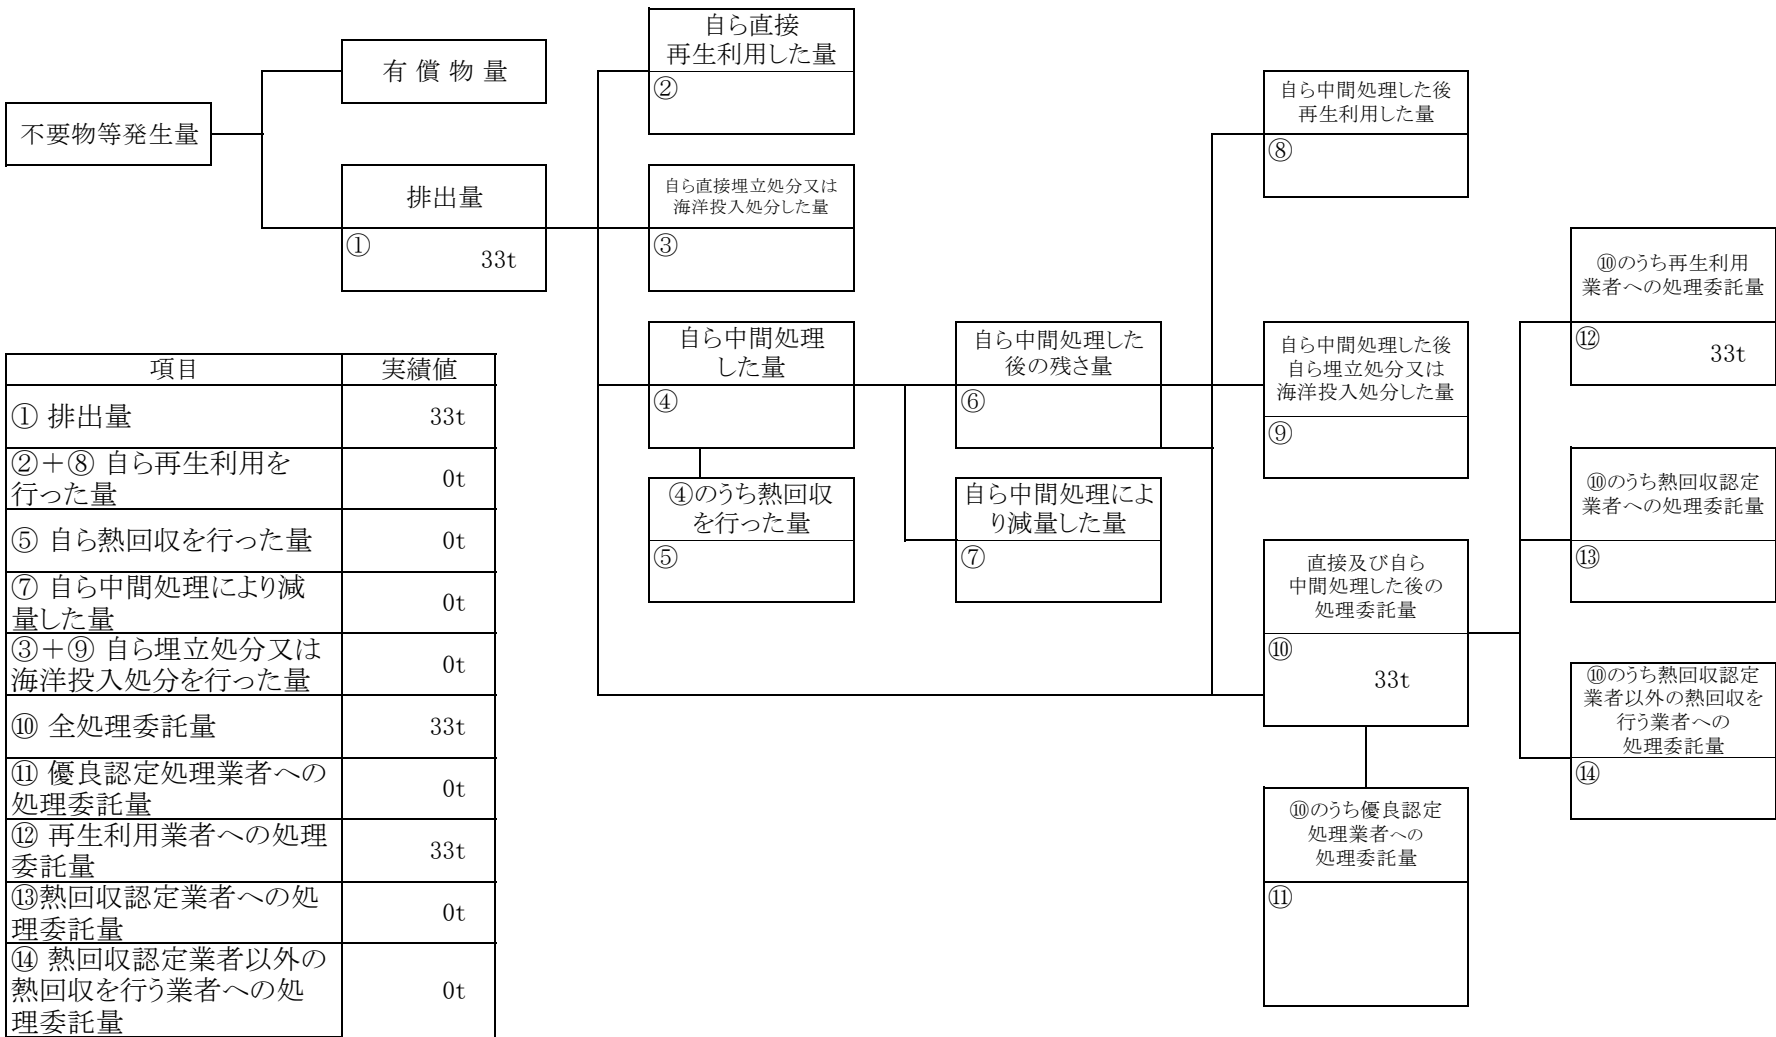 不要物等発生量
有償物量
排出量
①
33t
自ら直接
再生利用した量
②
自ら直接埋立処分又は
海洋投入処分した量
③
自ら中間処理
した量
④
④のうち熱回収
を行った量
⑤
自ら中間処理した
後の残さ量
⑥
自ら中間処理によ
り減量した量
⑦
自ら中間処理した後
再生利用した量
⑧
自ら中間処理した後
自ら埋立処分又は
海洋投入処分した量
⑨
直接及び自ら
中間処理した後の
処理委託量
⑩
33t
⑩のうち優良認定
処理業者への
処理委託量
⑪
⑩のうち再生利用
業者への処理委託量
⑫
33t
⑩のうち熱回収認定
業者への処理委託量
⑬
⑩のうち熱回収認定
業者以外の熱回収を
行う業者への
処理委託量
⑭
項目 実績値
① 排出量 33t
②＋⑧ 自ら再生利用を
行った量 0t
⑤ 自ら熱回収を行った量 0t
⑦ 自ら中間処理により減
量した量 0t
③＋⑨ 自ら埋立処分又は
海洋投入処分を行った量 0t
⑩ 全処理委託量 33t
⑪ 優良認定処理業者への
処理委託量 0t
⑫ 再生利用業者への処理
委託量 33t
⑬熱回収認定業者への処
理委託量 0t
⑭ 熱回収認定業者以外の
熱回収を行う業者への処
理委託量 0t